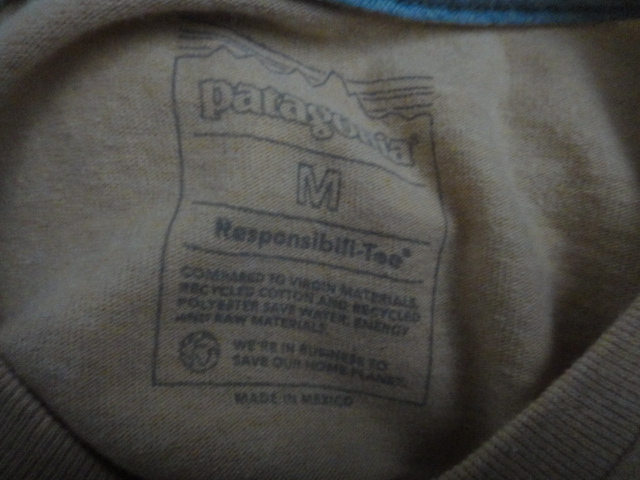 patagonia®
M
Responsibili-Tee®
COMPARED TO VIRGIN MATERIALS,
RECYCLED COTTON AND RECYCLED
POLYESTER SAVE WATER, ENERGY
AND RAW MATERIALS.
WE'RE IN BUSINESS TO
SAVE OUR HOME PLANET.
MADE IN MEXICO